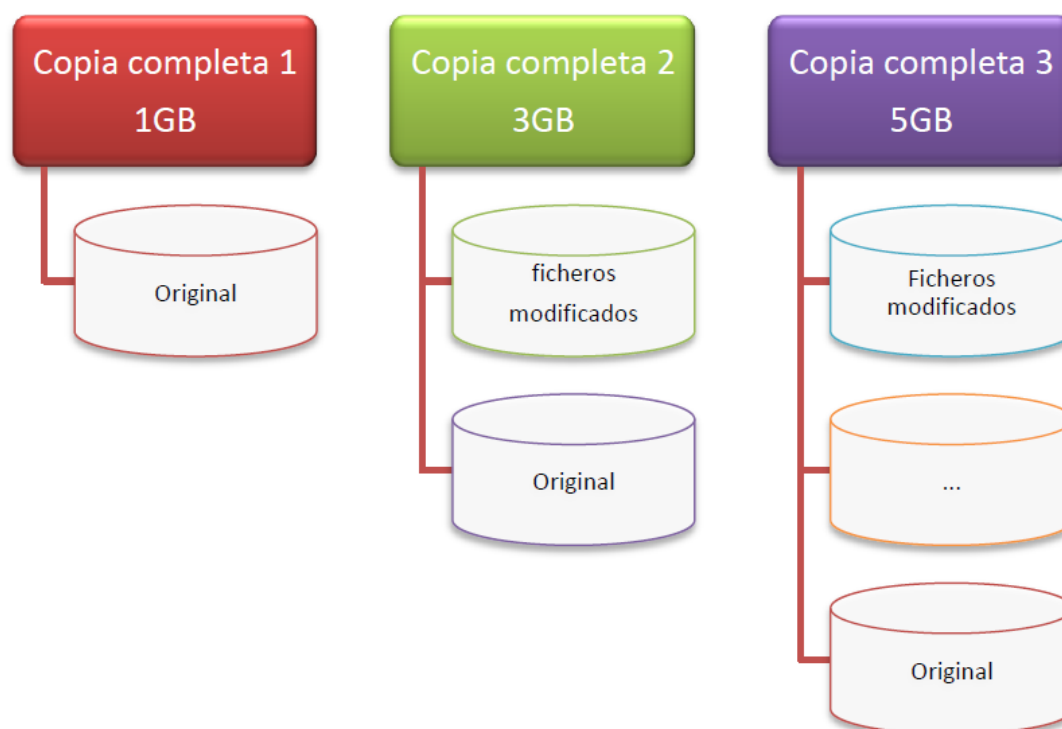 Copia completa 1
1GB
Original
Copia completa 2
3GB
ficheros
modificados
Original
Copia completa 3
5GB
Ficheros
modificados
...
Original